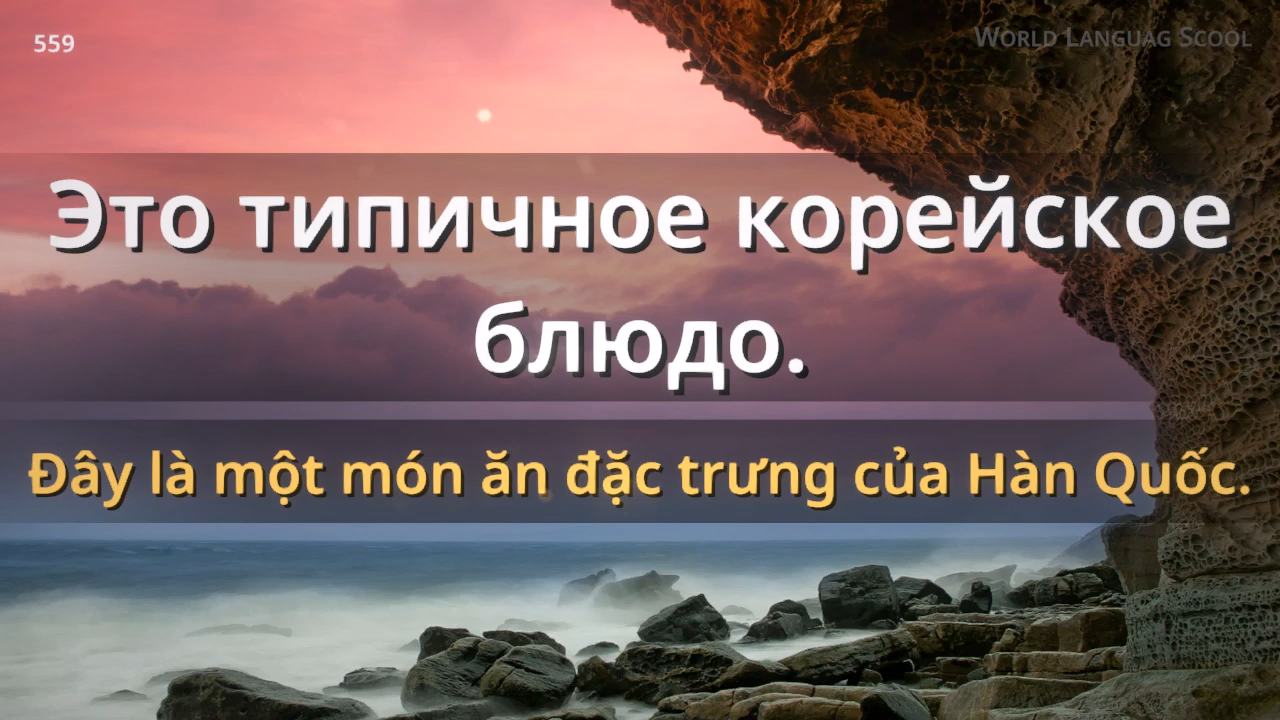 559
World Languag Scool
Это типичное корейское
блюдо.
Đây là một món ăn đặc trưng của Hàn Quốc.